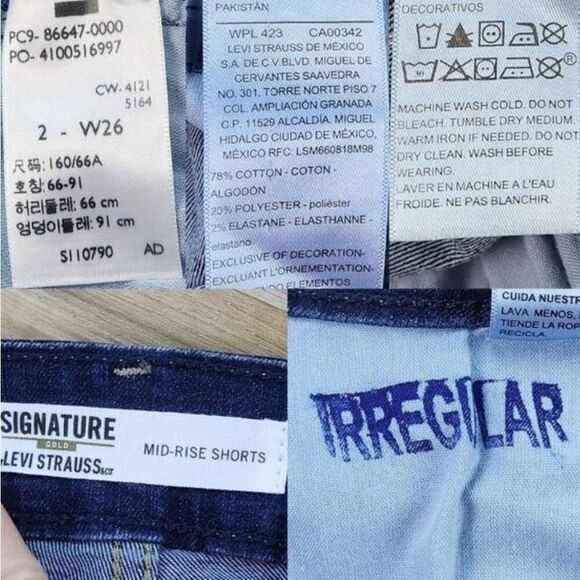 PC9- 86647-0000
PO- 4100516997
CW- 4121
5164
2 - W26
尺码: 160/66A
호칭: 66-91
허리둘레: 66 cm
엉덩이둘레: 91 cm
S110790 AD
PAKISTÁN
WPL 423 CA00342
LEVI STRAUSS DE MÉXICO
S.A. DE C.V.BLVD. MIGUEL DE
CERVANTES SAAVEDRA
NO. 301, TORRE NORTE PISO 7
COL. AMPLIACIÓN GRANADA
C.P. 11529 ALCALDÍA. MIGUEL
HIDALGO CIUDAD DE MÉXICO,
MÉXICO RFC: LSM660818M98
78% COTTON - COTON -
ALGODÓN
20% POLYESTER - poliéster
2% ELASTANE - ELASTHANNE -
elastano
EXCLUSIVE OF DECORATION-
EXCLUANT L'ORNEMENTATION-
DECORATIVOS
MACHINE WASH COLD. DO NOT
BLEACH. TUMBLE DRY MEDIUM.
WARM IRON IF NEEDED. DO NOT
DRY CLEAN. WASH BEFORE
WEARING.
LAVER EN MACHINE A L'EAU
FROIDE. NE PAS BLANCHIR.
SIGNATURE
GOLD
LEVI STRAUSS &CO
MID-RISE SHORTS
CUIDA NUESTR
LAVA MENOS,
TIENDE LA RO
RECICLA.
IRREGULAR